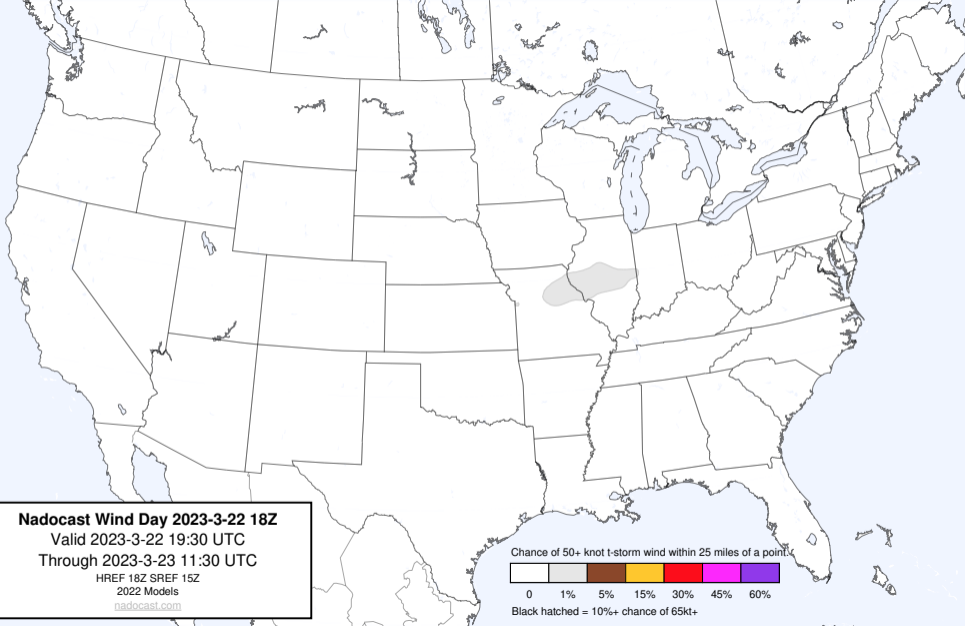 Nadocast Wind Day 2023-3-22 18Z
Valid 2023-3-22 19:30 UTC
Through 2023-3-23 11:30 UTC
HREF 18Z SREF 15Z
2022 Models
nadocast.com
Chance of 50+ knot t-storm wind within 25 miles of a point.
0 1% 5% 15% 30% 45% 60%
Black hatched = 10%+ chance of 65kt+